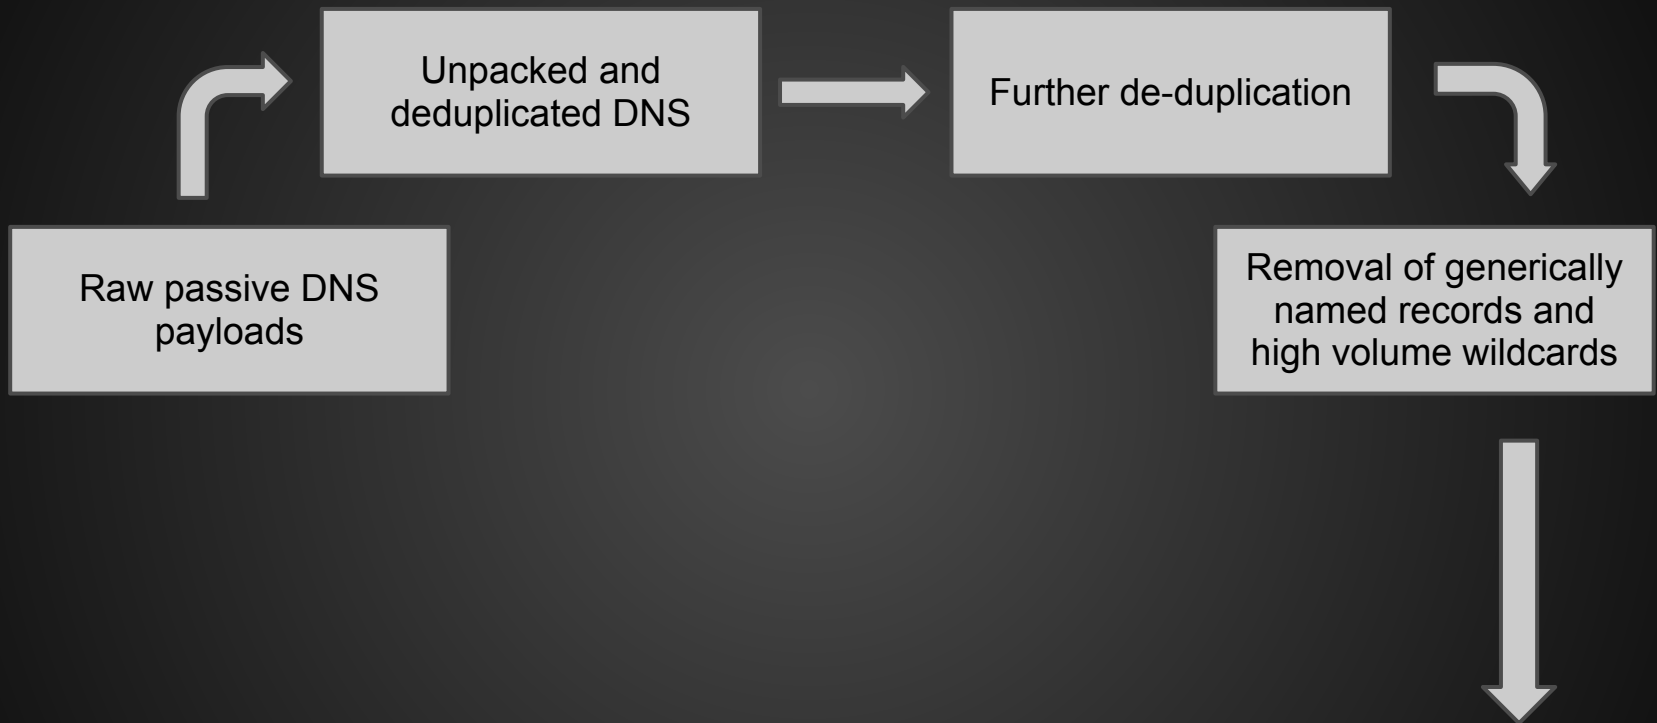 Unpacked and
deduplicated DNS
Further de-duplication
Raw passive DNS
payloads
Removal of generically
named records and
high volume wildcards